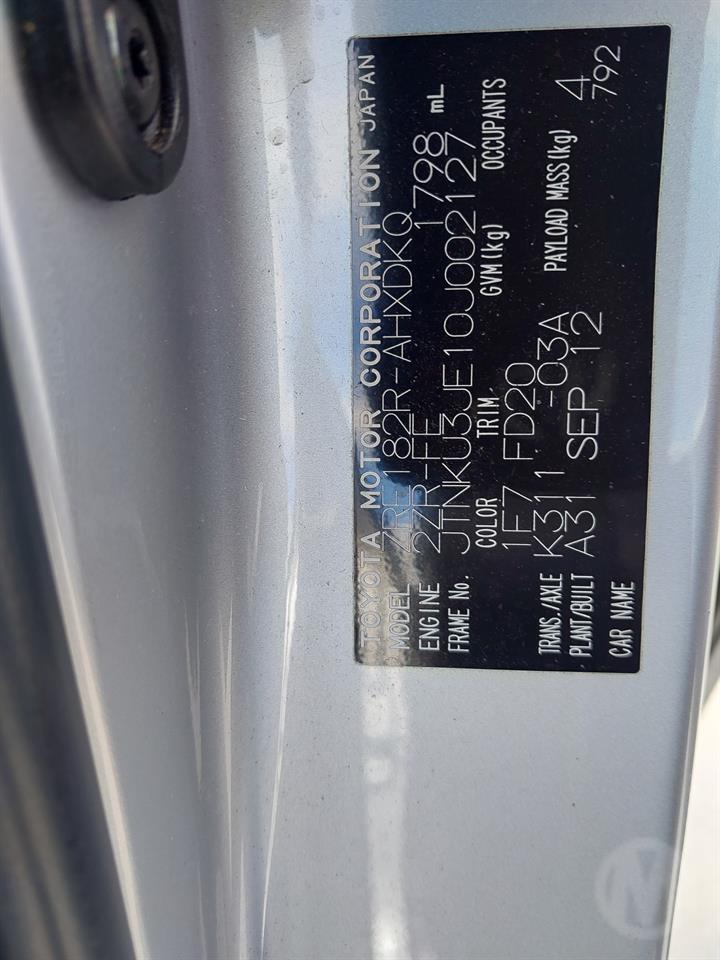 TOYOTA MOTOR CORPORATION JAPAN
MODEL ZRE182R-AHXDKQ
ENGINE 2ZR-FE 1798 mL
FRAME No. JTNKU3JE10J002127
COLOR TRIM GVM(kg) OCCUPANTS
1F7 FD20
TRANS./AXLE K311 -03A PAYLOAD MASS(kg) 4
PLANT/BUILT A31 SEP 12 792
CAR NAME
M